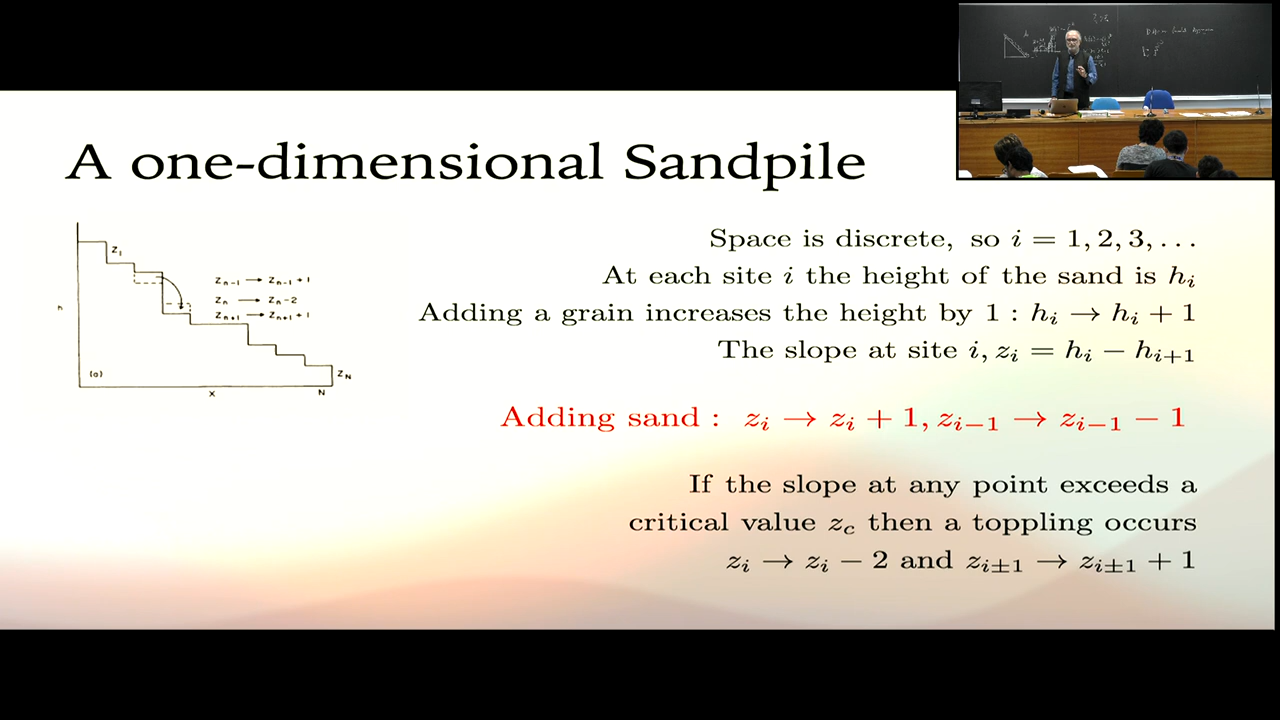 A one-dimensional Sandpile
Space is discrete, so i = 1, 2, 3, . . .
At each site i the height of the sand is h_i
Adding a grain increases the height by 1 : h_i → h_i + 1
The slope at site i, z_i = h_i − h_{i+1}
Adding sand : z_i → z_i + 1, z_{i−1} → z_{i−1} − 1
If the slope at any point exceeds a
critical value z_c then a toppling occurs
z_i → z_i − 2 and z_{i±1} → z_{i±1} + 1
Z_1
Z_{n-1} → Z_{n-1} + 1
Z_n → Z_n − 2
Z_{n+1} → Z_{n+1} + 1
(a)
Z_N
X
N